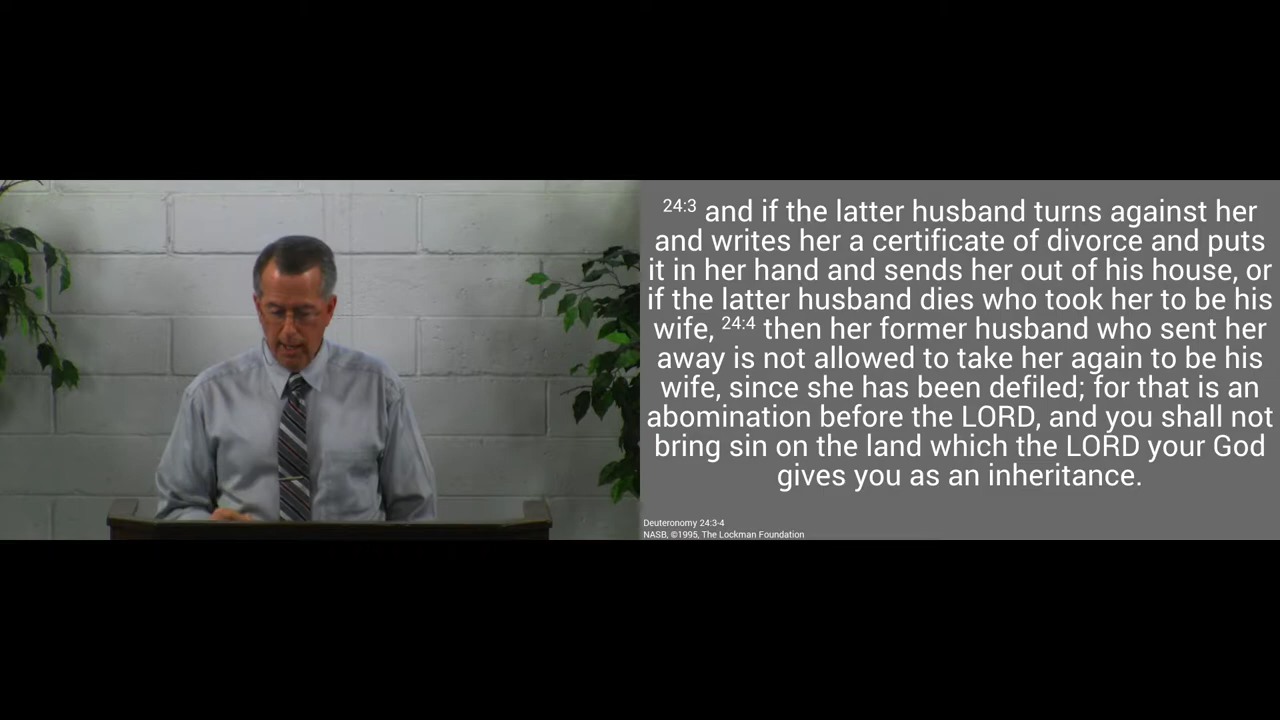 24:3 and if the latter husband turns against her
and writes her a certificate of divorce and puts
it in her hand and sends her out of his house, or
if the latter husband dies who took her to be his
wife, 24:4 then her former husband who sent her
away is not allowed to take her again to be his
wife, since she has been defiled; for that is an
abomination before the LORD, and you shall not
bring sin on the land which the LORD your God
gives you as an inheritance.
Deuteronomy 24:3-4
NASB, ©1995, The Lockman Foundation